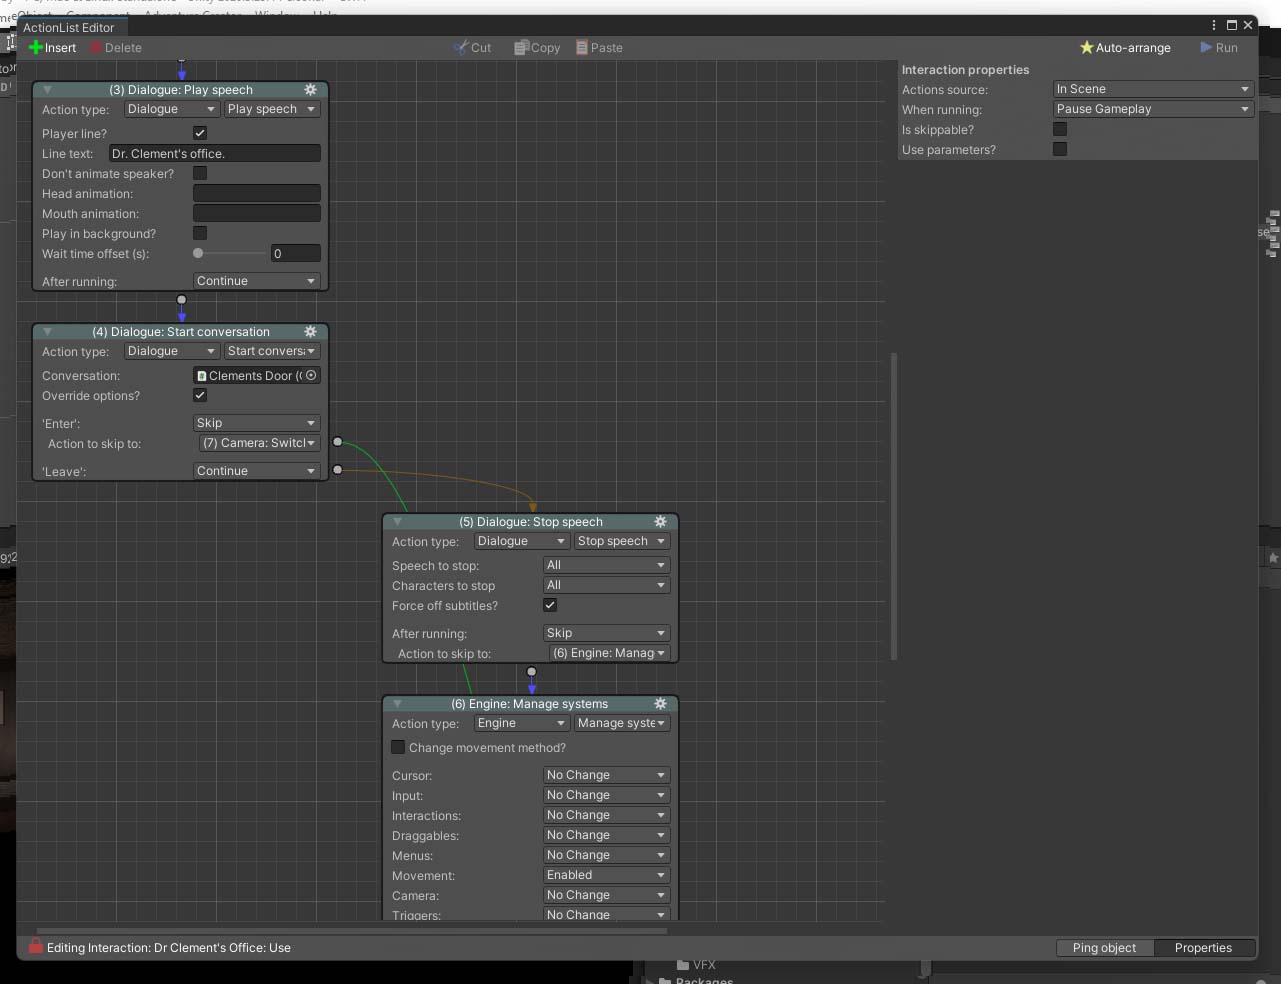 ActionList Editor
Insert Delete Cut Copy Paste Auto-arrange Run
(3) Dialogue: Play speech
Action type: Dialogue Play speech
Player line?
Line text: Dr. Clement's office.
Don't animate speaker?
Head animation:
Mouth animation:
Play in background?
Wait time offset (s): 0
After running: Continue
(4) Dialogue: Start conversation
Action type: Dialogue Start convers
Conversation: Clements Door (
Override options?
'Enter': Skip
Action to skip to: (7) Camera: Switcl
'Leave': Continue
(5) Dialogue: Stop speech
Action type: Dialogue Stop speech
Speech to stop: All
Characters to stop All
Force off subtitles?
After running: Skip
Action to skip to: (6) Engine: Manag
(6) Engine: Manage systems
Action type: Engine Manage syste
Change movement method?
Cursor: No Change
Input: No Change
Interactions: No Change
Draggables: No Change
Menus: No Change
Movement: Enabled
Camera: No Change
Triggers: No Change
Interaction properties
Actions source: In Scene
When running: Pause Gameplay
Is skippable?
Use parameters?
Editing Interaction: Dr Clement's Office: Use
Ping object Properties
VFX
Packages